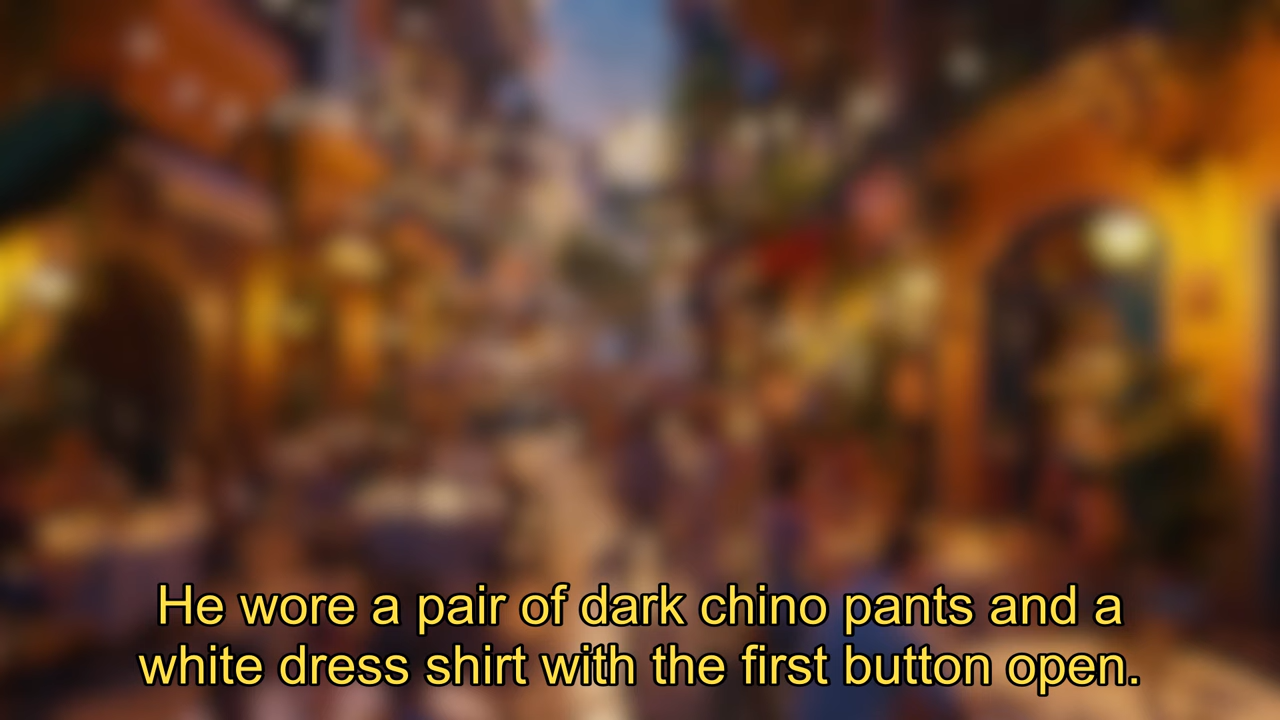 He wore a pair of dark chino pants and a
white dress shirt with the first button open.